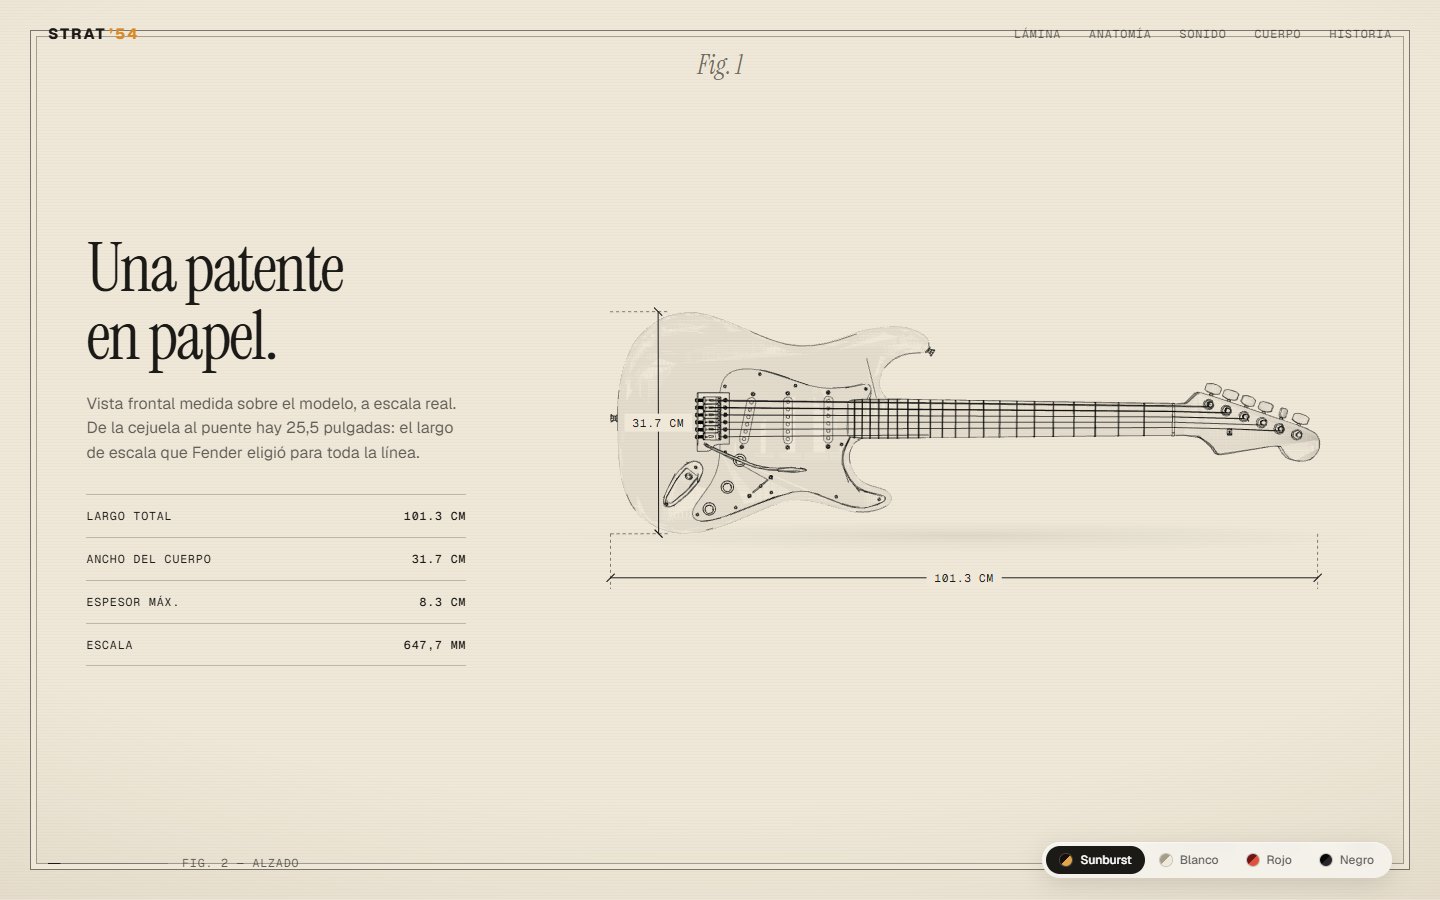 STRAT '54
LÁMINA ANATOMÍA SONIDO CUERPO HISTORIA
Fig. 1
Una patente
en papel.
Vista frontal medida sobre el modelo, a escala real.
De la cejuela al puente hay 25,5 pulgadas: el largo
de escala que Fender eligió para toda la línea.
LARGO TOTAL 101.3 CM
ANCHO DEL CUERPO 31.7 CM
ESPESOR MÁX. 8.3 CM
ESCALA 647,7 MM
31.7 CM
101.3 CM
FIG. 2 — ALZADO
Sunburst Blanco Rojo Negro